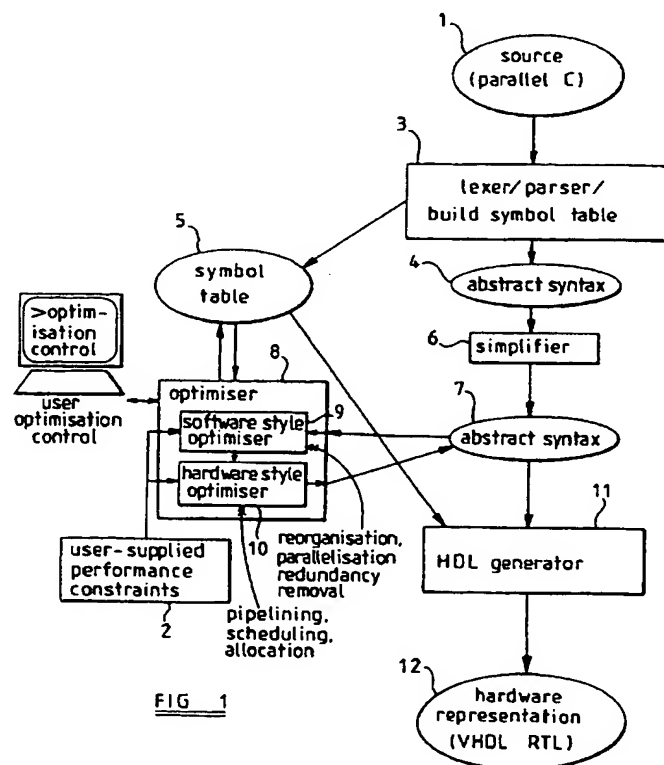 1
source
(parallel C)
3
lexer/parser/
build symbol table
5
symbol
table
4
abstract syntax
6
simplifier
>optim-
isation
control
user
optimisation
control
8
optimiser
9
software style
optimiser
hardware style
optimiser
10
7
abstract syntax
reorganisation,
parallelisation
redundancy
removal
11
HDL generator
user-supplied
performance
constraints
2
pipelining,
scheduling,
allocation
FIG 1
12
hardware
representation
(VHDL RTL)